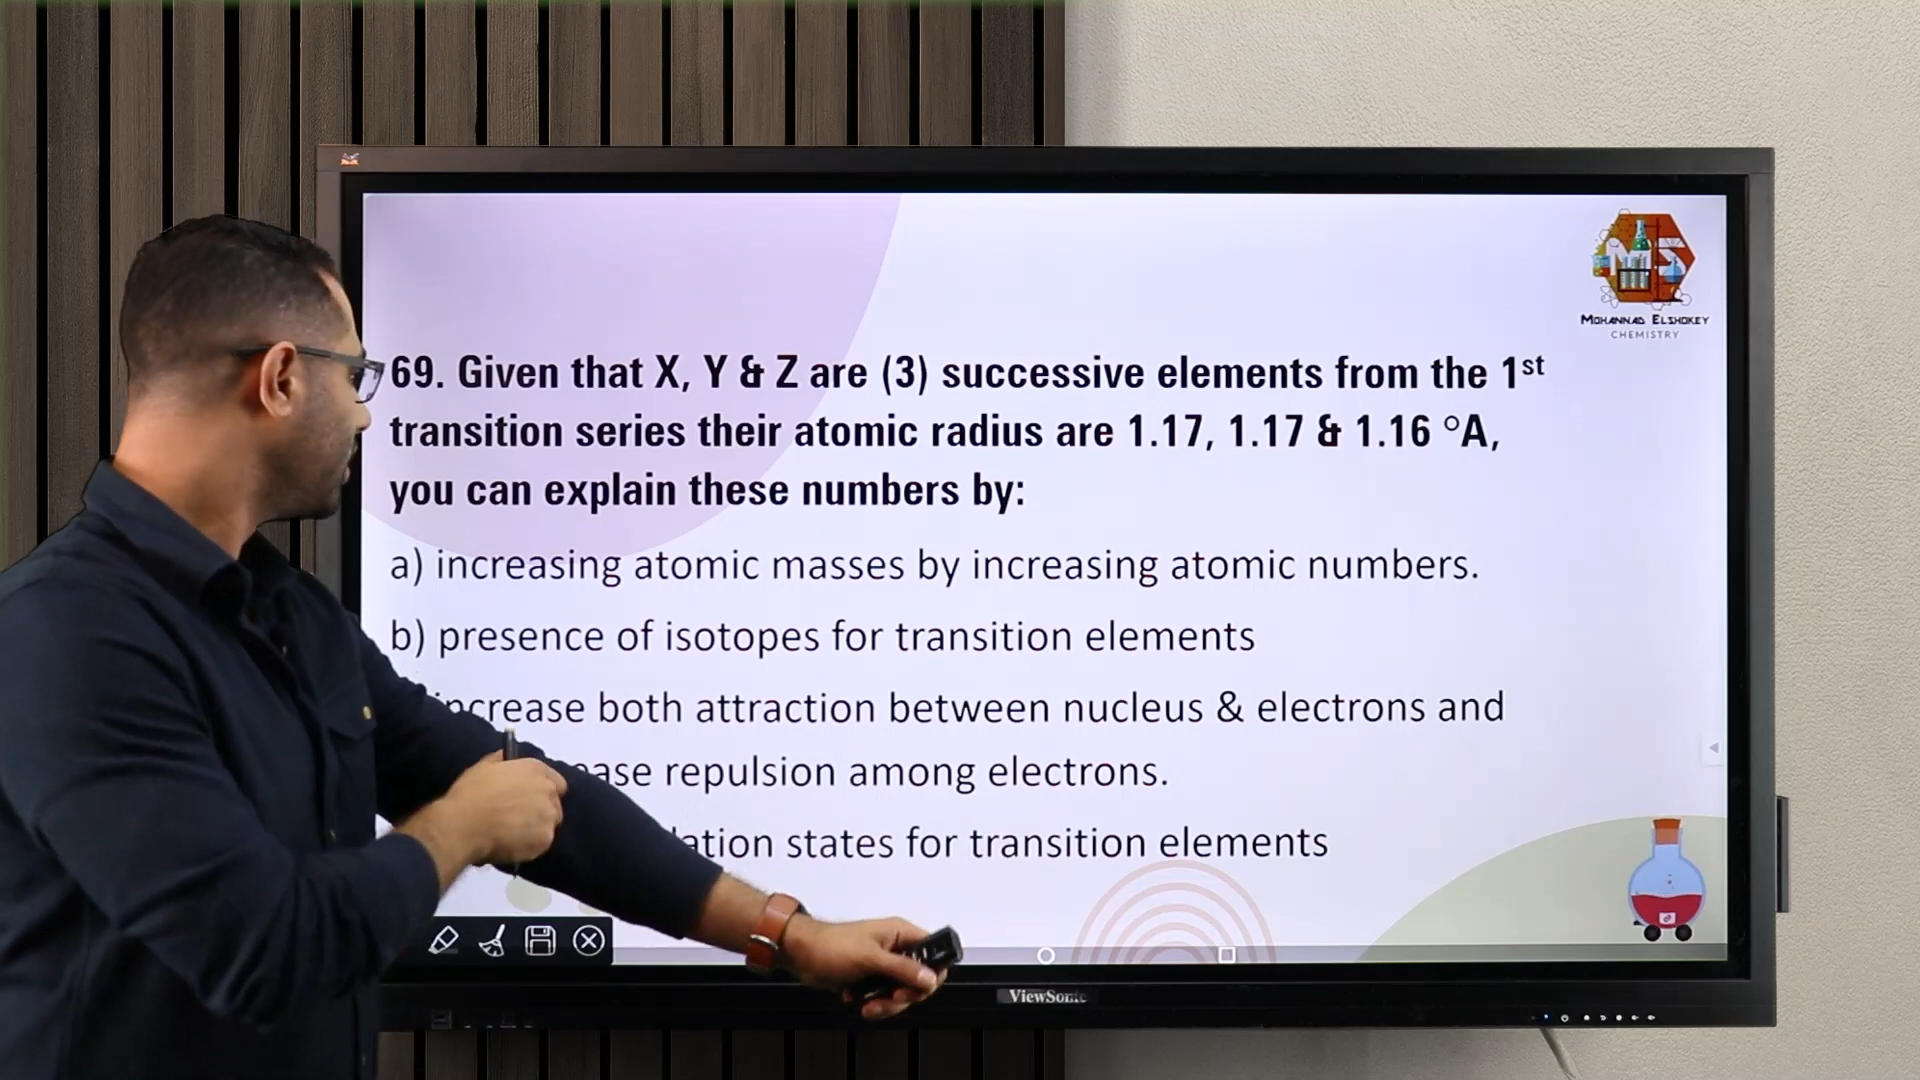 MOHANNAD ELSHOKEY
CHEMISTRY
69. Given that X, Y & Z are (3) successive elements from the 1st
transition series their atomic radius are 1.17, 1.17 & 1.16 °A,
you can explain these numbers by:
a) increasing atomic masses by increasing atomic numbers.
b) presence of isotopes for transition elements
increase both attraction between nucleus & electrons and
repulsion among electrons.
states for transition elements
ViewSonic